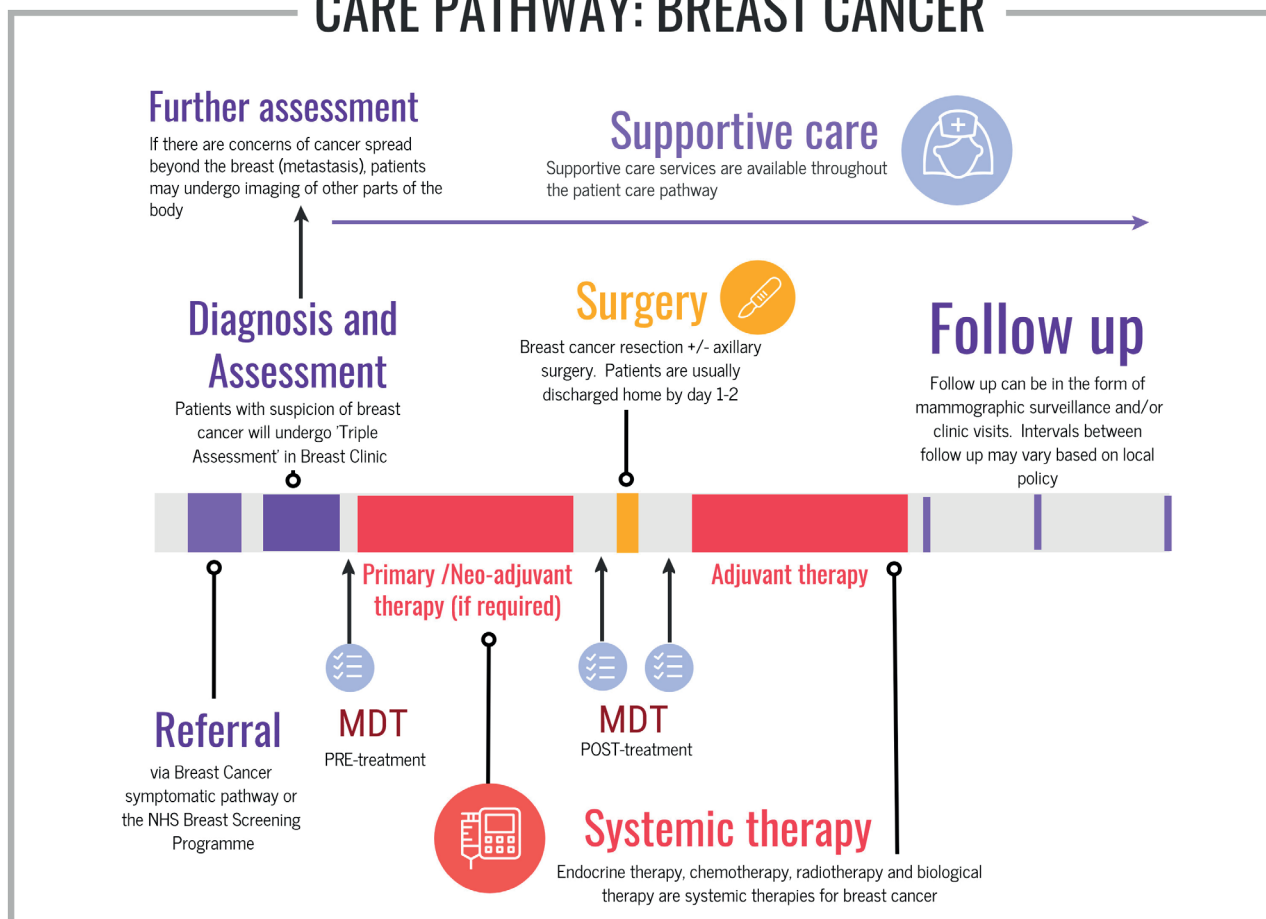 CARE PATHWAY: BREAST CANCER
Further assessment
If there are concerns of cancer spread
beyond the breast (metastasis), patients
may undergo imaging of other parts of the
body
Supportive care
Supportive care services are available throughout
the patient care pathway
Diagnosis and
Assessment
Patients with suspicion of breast
cancer will undergo 'Triple
Assessment' in Breast Clinic
Surgery
Breast cancer resection +/- axillary
surgery. Patients are usually
discharged home by day 1-2
Follow up
Follow up can be in the form of
mammographic surveillance and/or
clinic visits. Intervals between
follow up may vary based on local
policy
Primary /Neo-adjuvant
therapy (if required)
Adjuvant therapy
Referral
via Breast Cancer
symptomatic pathway or
the NHS Breast Screening
Programme
MDT
PRE-treatment
MDT
POST-treatment
Systemic therapy
Endocrine therapy, chemotherapy, radiotherapy and biological
therapy are systemic therapies for breast cancer